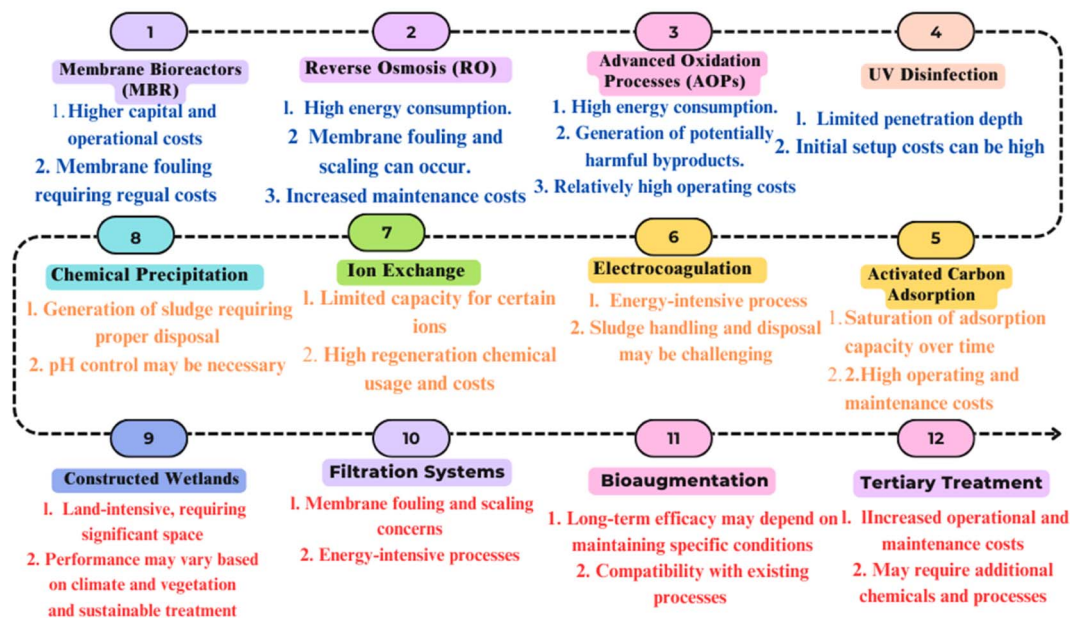 1
Membrane Bioreactors
(MBR)
1. Higher capital and
operational costs
2. Membrane fouling
requiring regual costs
2
Reverse Osmosis (RO)
1. High energy consumption.
2 Membrane fouling and
scaling can occur.
3. Increased maintenance costs
3
Advanced Oxidation
Processes (AOPs)
1. High energy consumption.
2. Generation of potentially
harmful byproducts.
3. Relatively high operating costs
4
UV Disinfection
1. Limited penetration depth
2. Initial setup costs can be high
5
Activated Carbon
Adsorption
1. Saturation of adsorption
capacity over time
2. 2.High operating and
maintenance costs
6
Electrocoagulation
1. Energy-intensive process
2. Sludge handling and disposal
may be challenging
7
Ion Exchange
1. Limited capacity for certain
ions
2. High regeneration chemical
usage and costs
8
Chemical Precipitation
1. Generation of sludge requiring
proper disposal
2. pH control may be necessary
9
Constructed Wetlands
1. Land-intensive, requiring
significant space
2. Performance may vary based
on climate and vegetation
and sustainable treatment
10
Filtration Systems
1. Membrane fouling and scaling
concerns
2. Energy-intensive processes
11
Bioaugmentation
1. Long-term efficacy may depend on
maintaining specific conditions
2. Compatibility with existing
processes
12
Tertiary Treatment
1. lIncreased operational and
maintenance costs
2. May require additional
chemicals and processes